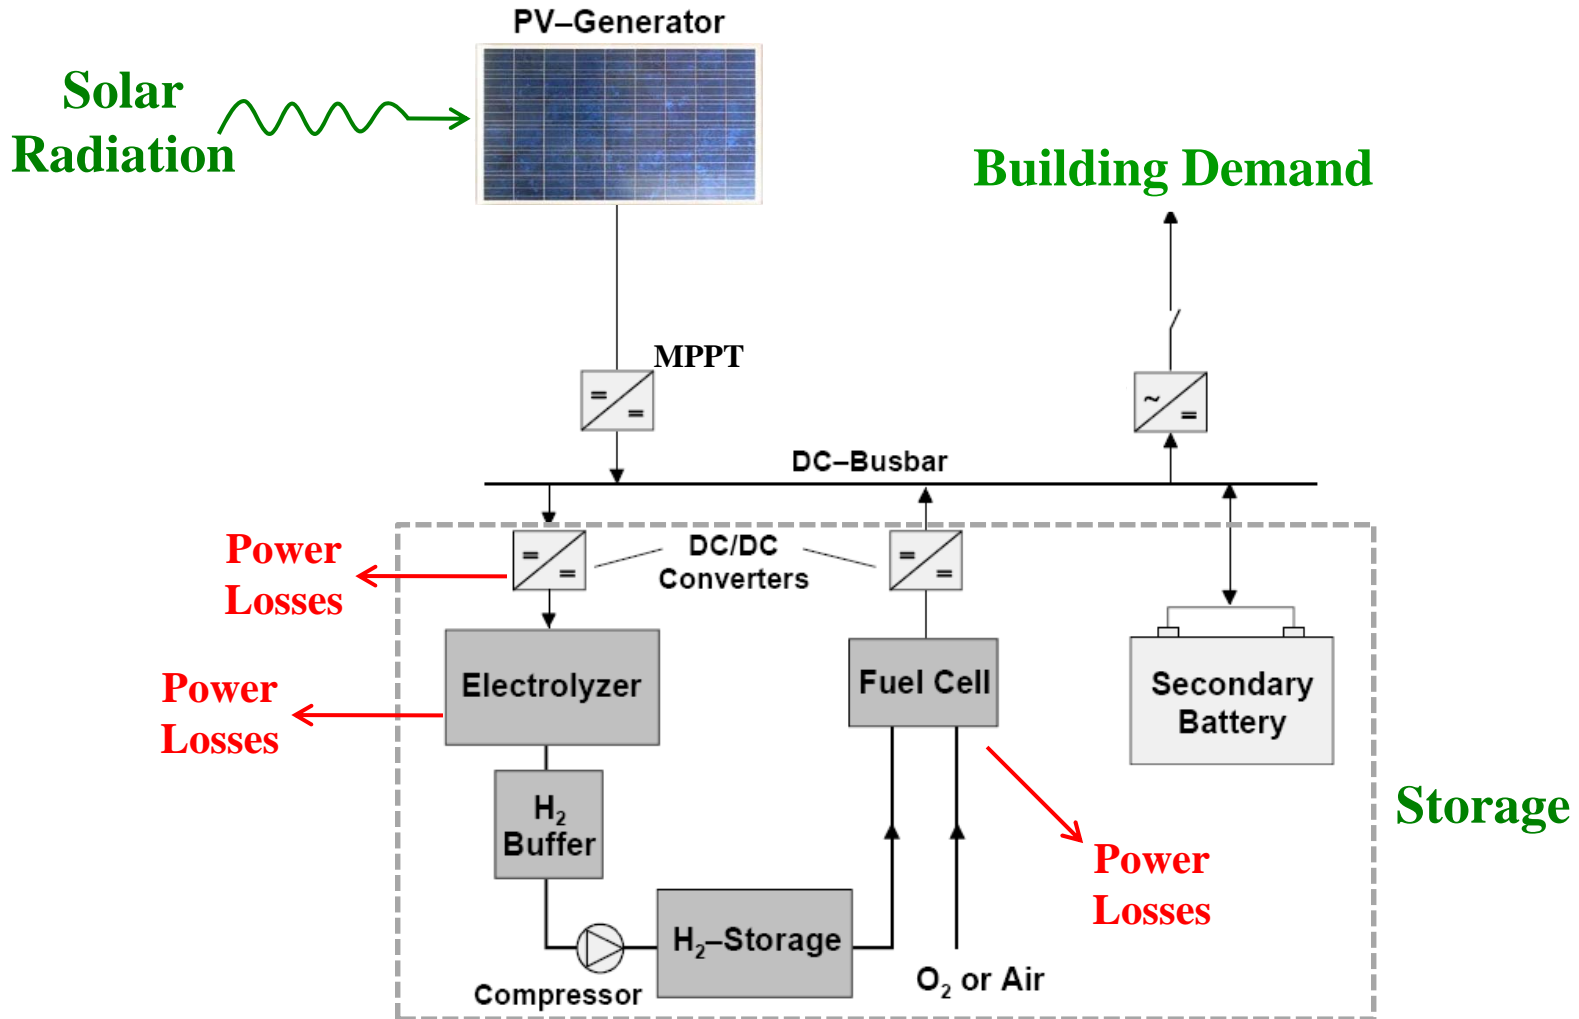 PV–Generator
Solar
Radiation
Building Demand
MPPT
=
=
~
=
DC–Busbar
Power
Losses
=
=
DC/DC
Converters
=
=
Power
Losses
Electrolyzer
Fuel Cell
Secondary
Battery
H₂
Buffer
Storage
Power
Losses
H₂–Storage
O₂ or Air
Compressor